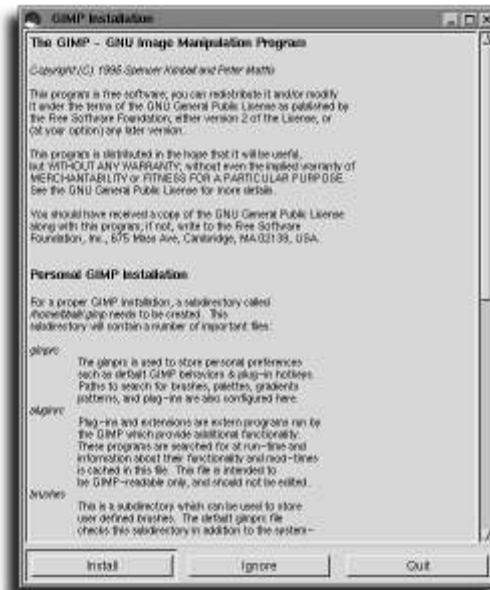 GIMP Installation
The GIMP - GNU Image Manipulation Program
Copyright (C) 1995 Spencer Kimball and Peter Mattis
This program is free software; you can redistribute it and/or modify
it under the terms of the GNU General Public License as published by
the Free Software Foundation; either version 2 of the License, or
(at your option) any later version.
This program is distributed in the hope that it will be useful,
but WITHOUT ANY WARRANTY; without even the implied warranty of
MERCHANTABILITY or FITNESS FOR A PARTICULAR PURPOSE.
See the GNU General Public License for more details.
You should have received a copy of the GNU General Public License
along with this program; if not, write to the Free Software
Foundation, Inc., 675 Mass Ave, Cambridge, MA 02139, USA.
Personal GIMP Installation
For a proper GIMP installation, a subdirectory called
needs to be created. This
subdirectory will contain a number of important files:
gimprc
The gimprc is used to store personal preferences
such as default GIMP behaviors & plug-in hotkeys.
Paths to search for brushes, palettes, gradients
patterns, and plug-ins are also configured here.
pluginrc
Plug-ins and extensions are extern programs run by
the GIMP which provide additional functionality.
These programs are searched for at run-time and
information about their functionality and mod-times
is cached in this file. This file is intended to
be GIMP-readable only, and should not be edited.
brushes
This is a subdirectory which can be used to store
user defined brushes. The default gimprc file
checks this subdirectory in addition to the system-
Install
Ignore
Quit